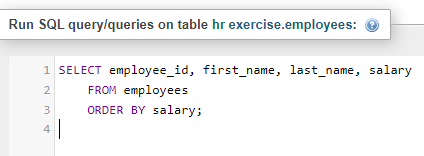 Run SQL query/queries on table hr exercise.employees:
1 SELECT employee_id, first_name, last_name, salary
2 FROM employees
3 ORDER BY salary;
4